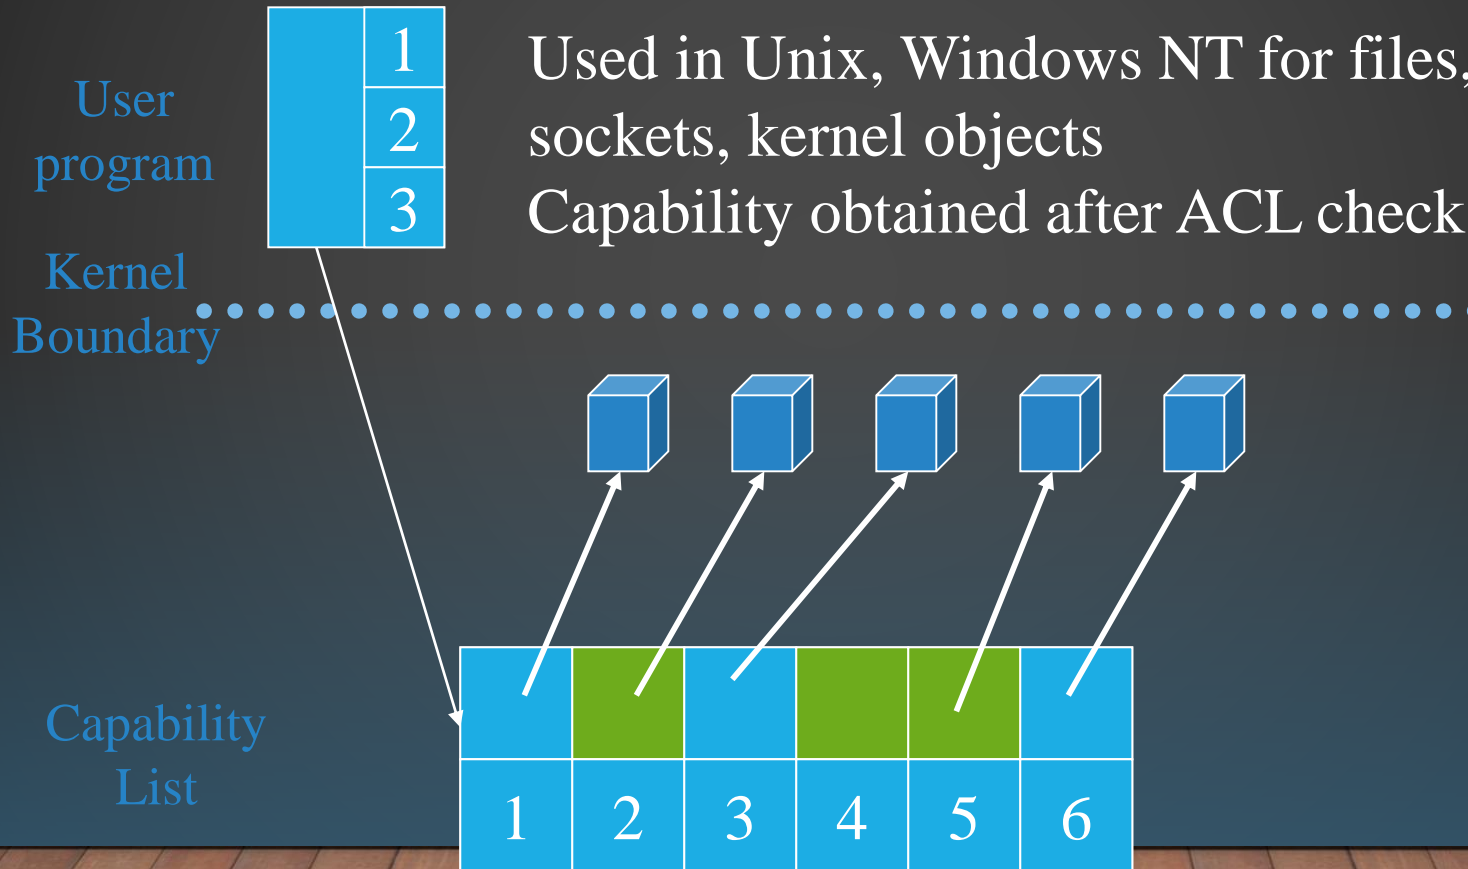 User
program
1
2
3
Used in Unix, Windows NT for files,
sockets, kernel objects
Capability obtained after ACL check
Kernel
Boundary
Capability
List
1 2 3 4 5 6